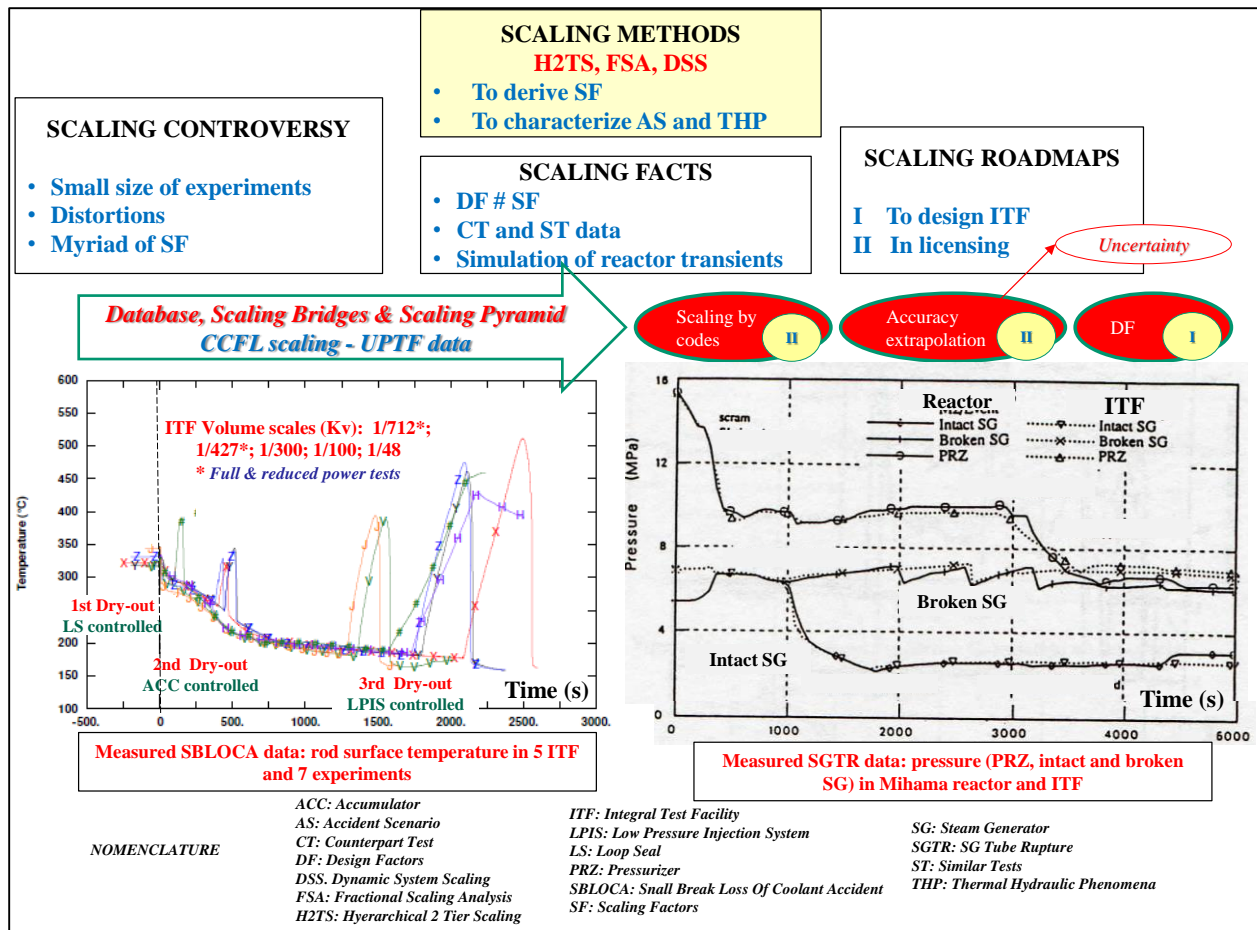 SCALING METHODS
H2TS, FSA, DSS
• To derive SF
• To characterize AS and THP
SCALING CONTROVERSY
• Small size of experiments
• Distortions
• Myriad of SF
SCALING FACTS
• DF # SF
• CT and ST data
• Simulation of reactor transients
SCALING ROADMAPS
I To design ITF
II In licensing
Uncertainty
Database, Scaling Bridges & Scaling Pyramid
CCFL scaling - UPTF data
Scaling by
codes
II
Accuracy
extrapolation
II
DF
I
600
550
500
450
400
350
300
250
200
150
100
Temperature (°C)
ITF Volume scales (Kv): 1/712*;
1/427*; 1/300; 1/100; 1/48
* Full & reduced power tests
1st Dry-out
LS controlled
2nd Dry-out
ACC controlled
3rd Dry-out
LPIS controlled
Time (s)
-500. 0 500. 1000. 1500. 2000. 2500. 3000.
Measured SBLOCA data: rod surface temperature in 5 ITF
and 7 experiments
16
12
8
4
0
Pressure (MPa)
scram
Reactor
ITF
Intact SG
Broken SG
PRZ
Intact SG
Broken SG
PRZ
Broken SG
Intact SG
d
Time (s)
0 1000 2000 3000 4000 5000 6000
Measured SGTR data: pressure (PRZ, intact and broken
SG) in Mihama reactor and ITF
NOMENCLATURE
ACC: Accumulator
AS: Accident Scenario
CT: Counterpart Test
DF: Design Factors
DSS. Dynamic System Scaling
FSA: Fractional Scaling Analysis
H2TS: Hyerarchical 2 Tier Scaling
ITF: Integral Test Facility
LPIS: Low Pressure Injection System
LS: Loop Seal
PRZ: Pressurizer
SBLOCA: Snall Break Loss Of Coolant Accident
SF: Scaling Factors
SG: Steam Generator
SGTR: SG Tube Rupture
ST: Similar Tests
THP: Thermal Hydraulic Phenomena